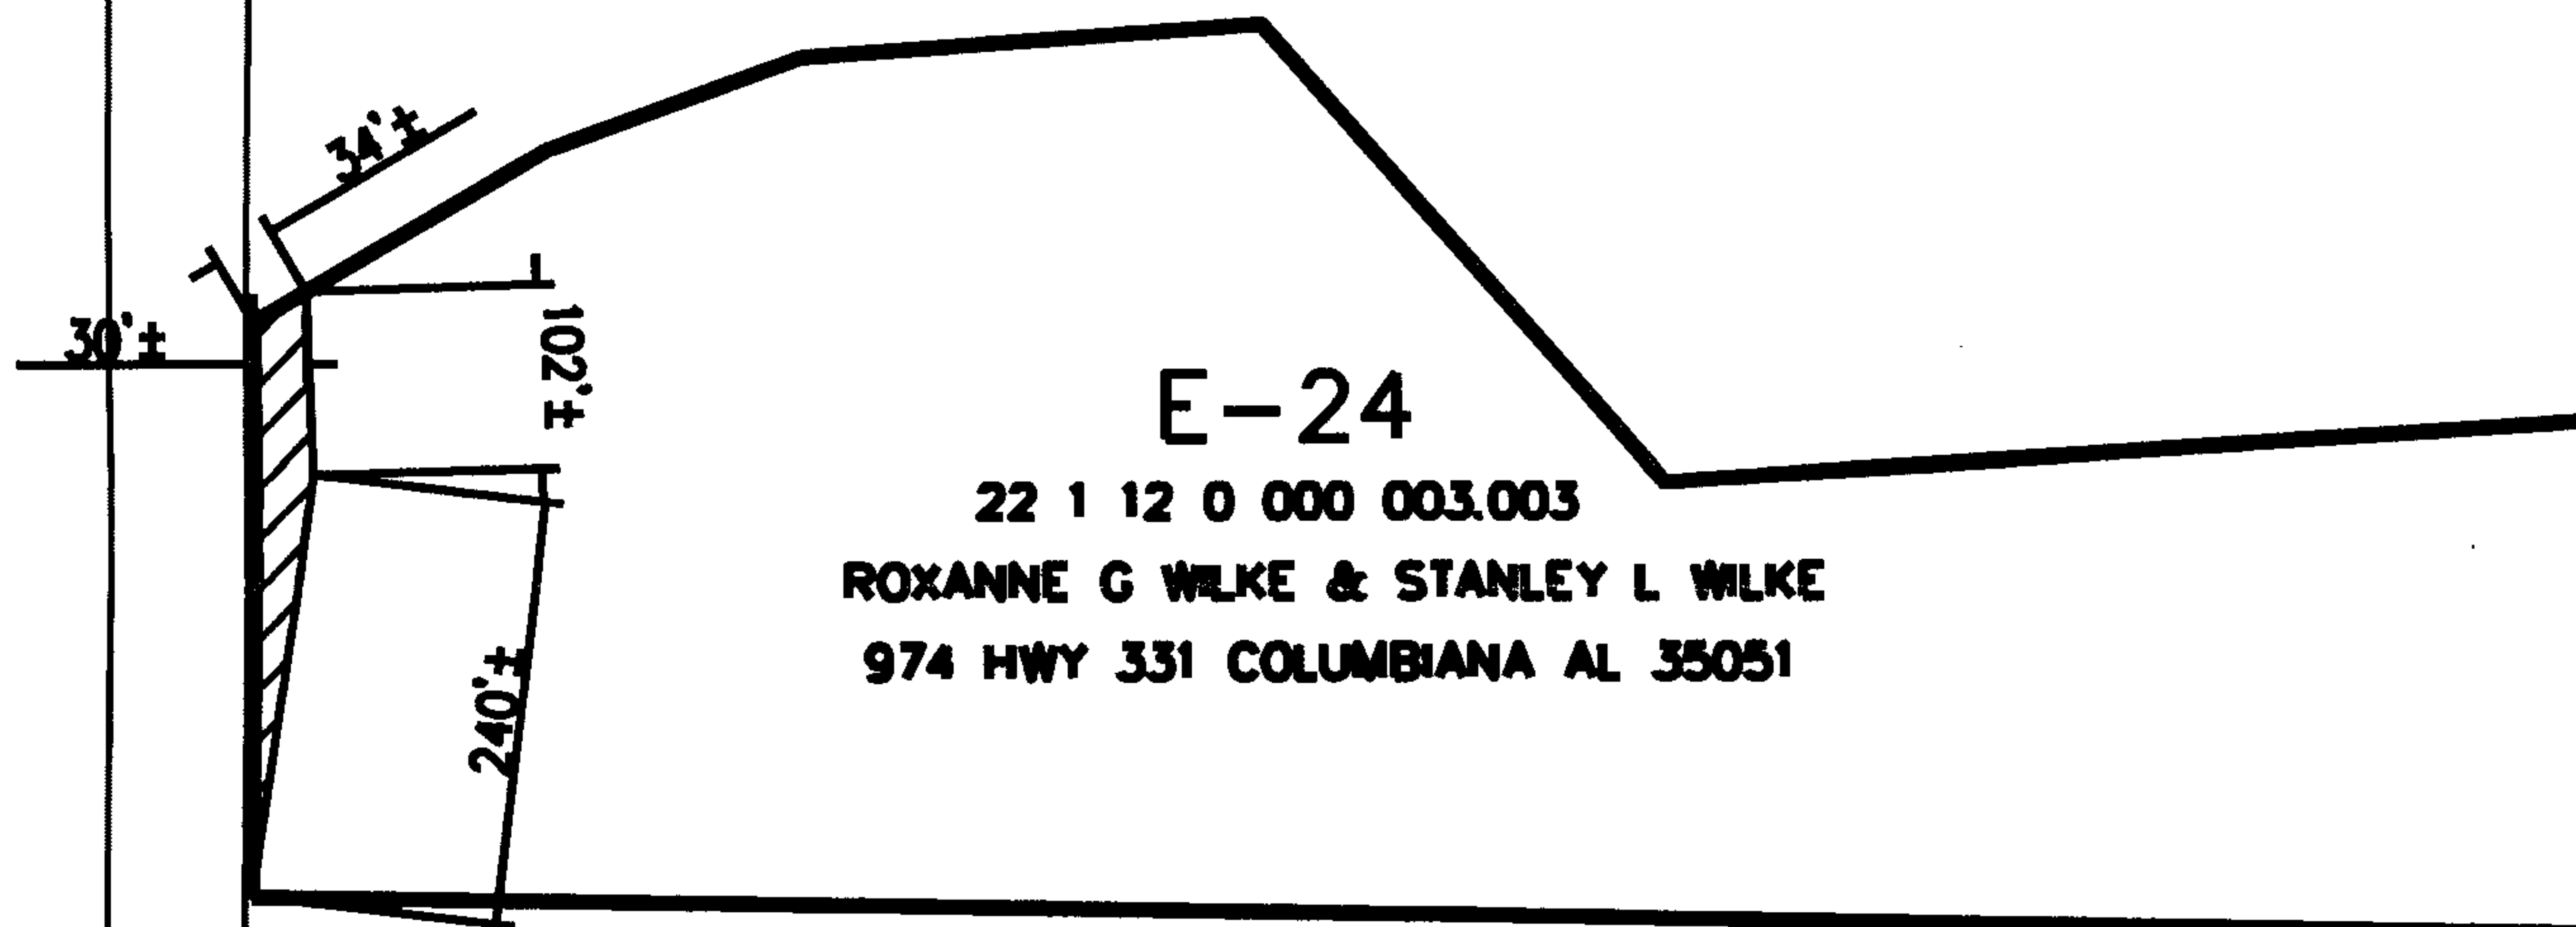 34'±
30'±
102'±
E-24
22 1 12 0 000 003.003
ROXANNE G WILKE & STANLEY L WILKE
974 HWY 331 COLUMBIANA AL 35051
240'±